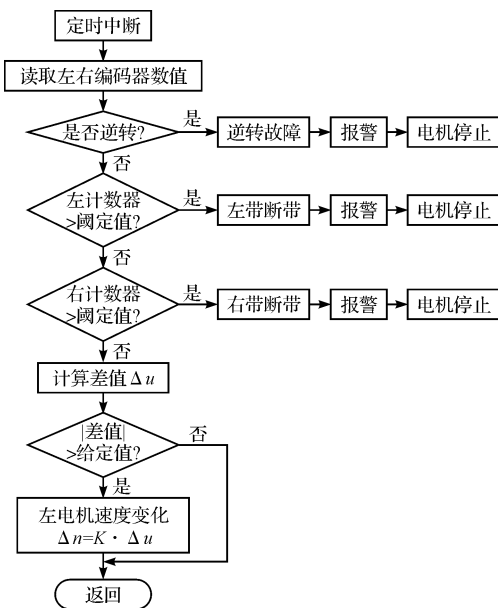 定时中断
读取左右编码器数值
是否逆转?
是
逆转故障
报警
电机停止
否
左计数器
>阈定值?
是
左带断带
报警
电机停止
否
右计数器
>阈定值?
是
右带断带
报警
电机停止
否
计算差值Δu
|差值|
>给定值?
否
是
左电机速度变化
Δn=K·Δu
返回